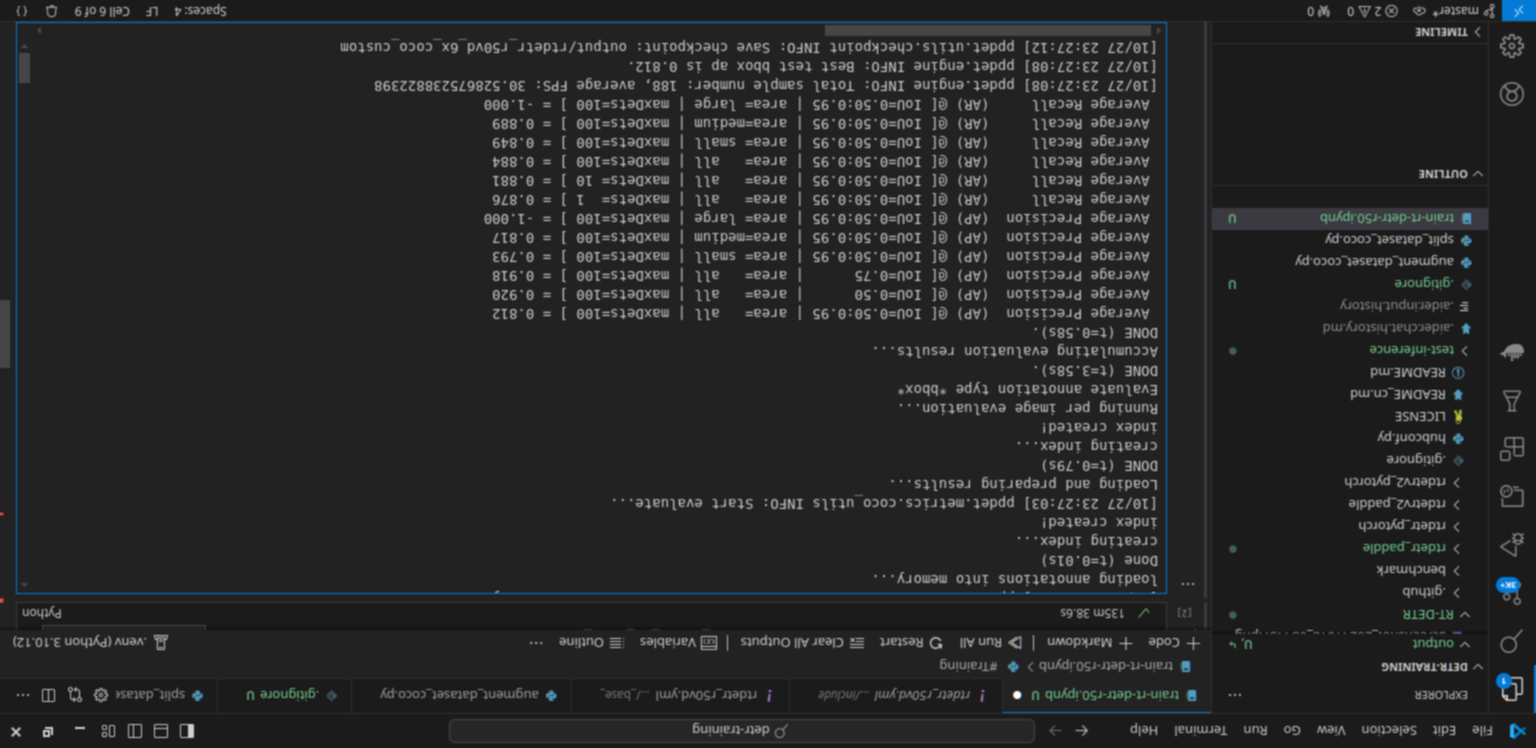 File Edit Selection View Go Run Terminal Help
detr-training
EXPLORER
train-rt-detr-r50.ipynb U
rtdetr_r50vd.yml .../include
rtdetr_r50vd.yml .../_base_
augment_dataset_coco.py
.gitignore U
split_datase
DETR-TRAINING
output
RT-DETR
.github
benchmark
rtdetr_paddle
rtdetr_pytorch
rtdetrv2_paddle
rtdetrv2_pytorch
.gitignore
hubconf.py
LICENSE
README_cn.md
README.md
test-inference
.aider.chat.history.md
.aider.input.history
.gitignore U
augment_dataset_coco.py
split_dataset_coco.py
train-rt-detr-r50.ipynb U
OUTLINE
TIMELINE
train-rt-detr-r50.ipynb > #training
+ Code + Markdown | Run All Restart Clear All Outputs | Variables Outline ...
.venv (Python 3.10.12)
[2] 135m 38.6s
Python
loading annotations into memory...
Done (t=0.01s)
creating index...
index created!
[10/27 23:27:03] ppdet.metrics.coco_utils INFO: Start evaluate...
Loading and preparing results...
DONE (t=0.79s)
creating index...
index created!
Running per image evaluation...
Evaluate annotation type *bbox*
DONE (t=3.58s).
Accumulating evaluation results...
DONE (t=0.58s).
Average Precision (AP) @[ IoU=0.50:0.95 | area= all | maxDets=100 ] = 0.812
Average Precision (AP) @[ IoU=0.50 | area= all | maxDets=100 ] = 0.920
Average Precision (AP) @[ IoU=0.75 | area= all | maxDets=100 ] = 0.918
Average Precision (AP) @[ IoU=0.50:0.95 | area= small | maxDets=100 ] = 0.793
Average Precision (AP) @[ IoU=0.50:0.95 | area=medium | maxDets=100 ] = 0.817
Average Precision (AP) @[ IoU=0.50:0.95 | area= large | maxDets=100 ] = -1.000
Average Recall (AR) @[ IoU=0.50:0.95 | area= all | maxDets= 1 ] = 0.876
Average Recall (AR) @[ IoU=0.50:0.95 | area= all | maxDets= 10 ] = 0.881
Average Recall (AR) @[ IoU=0.50:0.95 | area= all | maxDets=100 ] = 0.884
Average Recall (AR) @[ IoU=0.50:0.95 | area= small | maxDets=100 ] = 0.849
Average Recall (AR) @[ IoU=0.50:0.95 | area=medium | maxDets=100 ] = 0.889
Average Recall (AR) @[ IoU=0.50:0.95 | area= large | maxDets=100 ] = -1.000
[10/27 23:27:08] ppdet.engine INFO: Total sample number: 188, average FPS: 30.528675238822398
[10/27 23:27:08] ppdet.engine INFO: Best test bbox ap is 0.812.
[10/27 23:27:12] ppdet.utils.checkpoint INFO: Save checkpoint: output/rtdetr_r50vd_6x_coco_custom
master* 2 0 0
Spaces: 4 LF Cell 6 of 9